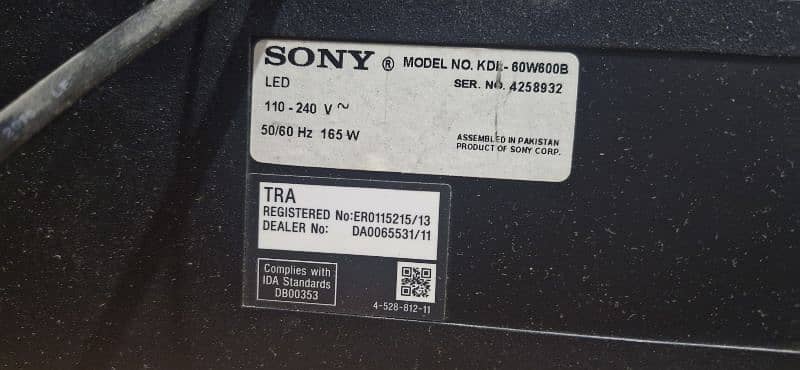 SONY ® MODEL NO. KDL- 60W600B
LED SER. NO. 4258932
110 - 240 V ~
50/60 Hz 165 W
ASSEMBLED IN PAKISTAN
PRODUCT OF SONY CORP.
TRA
REGISTERED No:ER0115215/13
DEALER No: DA0065531/11
Complies with
IDA Standards
DB00353
4-528-812-11